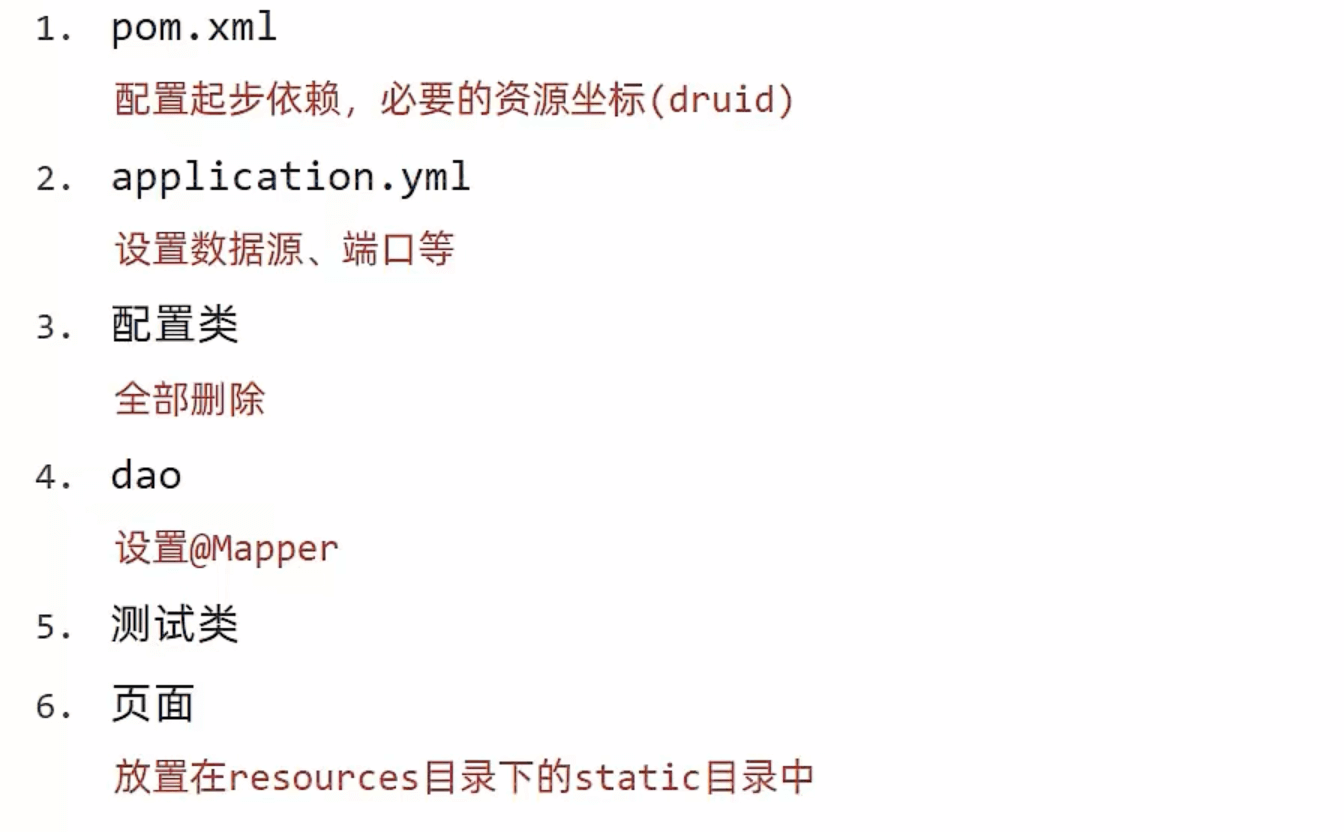 1. pom.xml
配置起步依赖，必要的资源坐标(druid)
2. application.yml
设置数据源、端口等
3. 配置类
全部删除
4. dao
设置@Mapper
5. 测试类
6. 页面
放置在resources目录下的static目录中